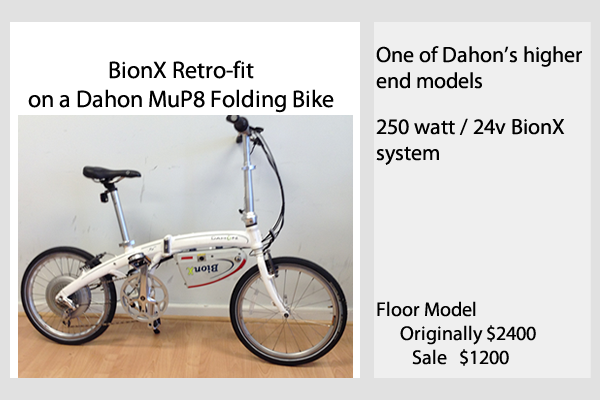 BionX Retro-fit
on a Dahon MuP8 Folding Bike
BionX
One of Dahon's higher
end models
250 watt / 24v BionX
system
Floor Model
Originally $2400
Sale $1200